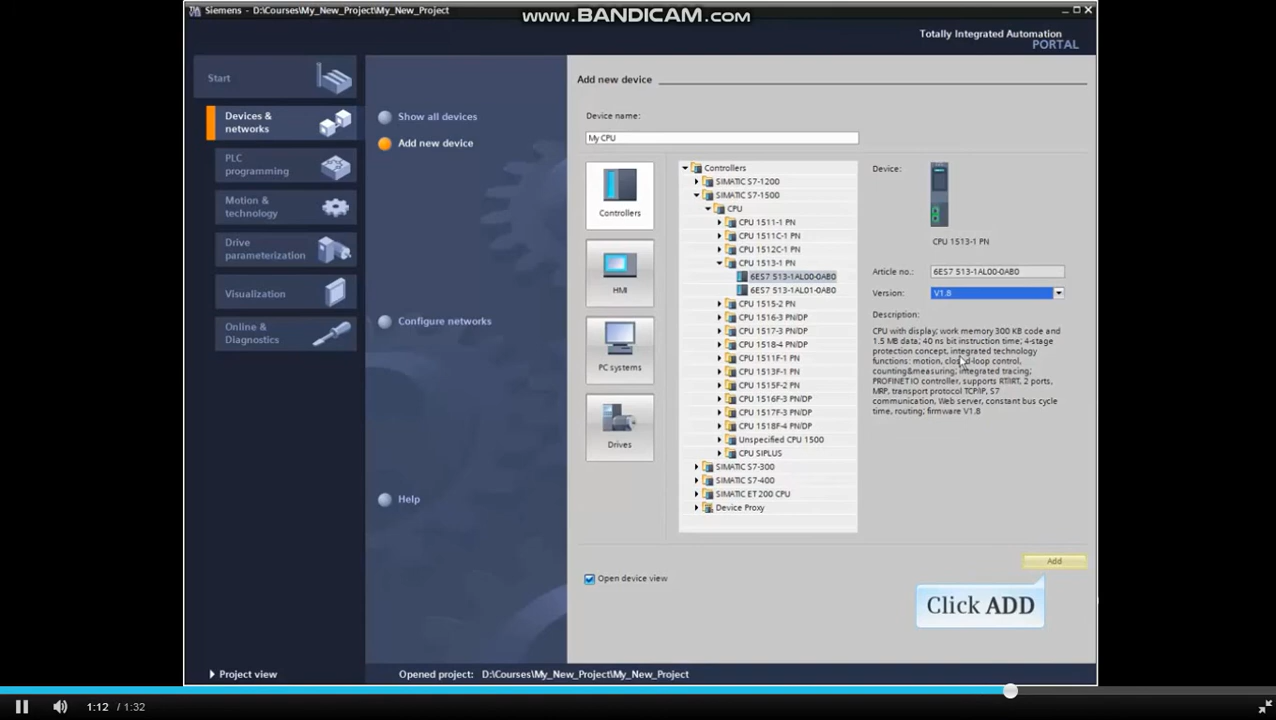 Siemens - D:\Courses\My_New_Project\My_New_Project
www.BANDICAM.com
Totally Integrated Automation
PORTAL
Start
Devices &
networks
PLC
programming
Motion &
technology
Drive
parameterization
Visualization
Online &
Diagnostics
Project view
Show all devices
Add new device
Configure networks
Help
Add new device
Device name:
My CPU
Controllers
HMI
PC systems
Drives
Controllers
SIMATIC S7-1200
SIMATIC S7-1500
CPU
CPU 1511-1 PN
CPU 1511C-1 PN
CPU 1512C-1 PN
CPU 1513-1 PN
6ES7 513-1AL00-0AB0
6ES7 513-1AL01-0AB0
CPU 1515-2 PN
CPU 1516-3 PN/DP
CPU 1517-3 PN/DP
CPU 1518-4 PN/DP
CPU 1511F-1 PN
CPU 1513F-1 PN
CPU 1515F-2 PN
CPU 1516F-3 PN/DP
CPU 1517F-3 PN/DP
CPU 1518F-4 PN/DP
Unspecified CPU 1500
CPU SIPLUS
SIMATIC S7-300
SIMATIC S7-400
SIMATIC ET 200 CPU
Device Proxy
Device:
CPU 1513-1 PN
Article no.: 6ES7 513-1AL00-0AB0
Version: V1.8
Description:
CPU with display; work memory 300 KB code and
1.5 MB data; 40 ns bit instruction time; 4-stage
protection concept, integrated technology
functions: motion, closed-loop control,
counting&measuring; integrated tracing;
PROFINET IO controller, supports RT/IRT, 2 ports,
MRP, transport protocol TCP/IP, S7
communication, Web server, constant bus cycle
time, routing; firmware V1.8
Add
Open device view
Click ADD
Opened project: D:\Courses\My_New_Project\My_New_Project
1:12 / 1:32